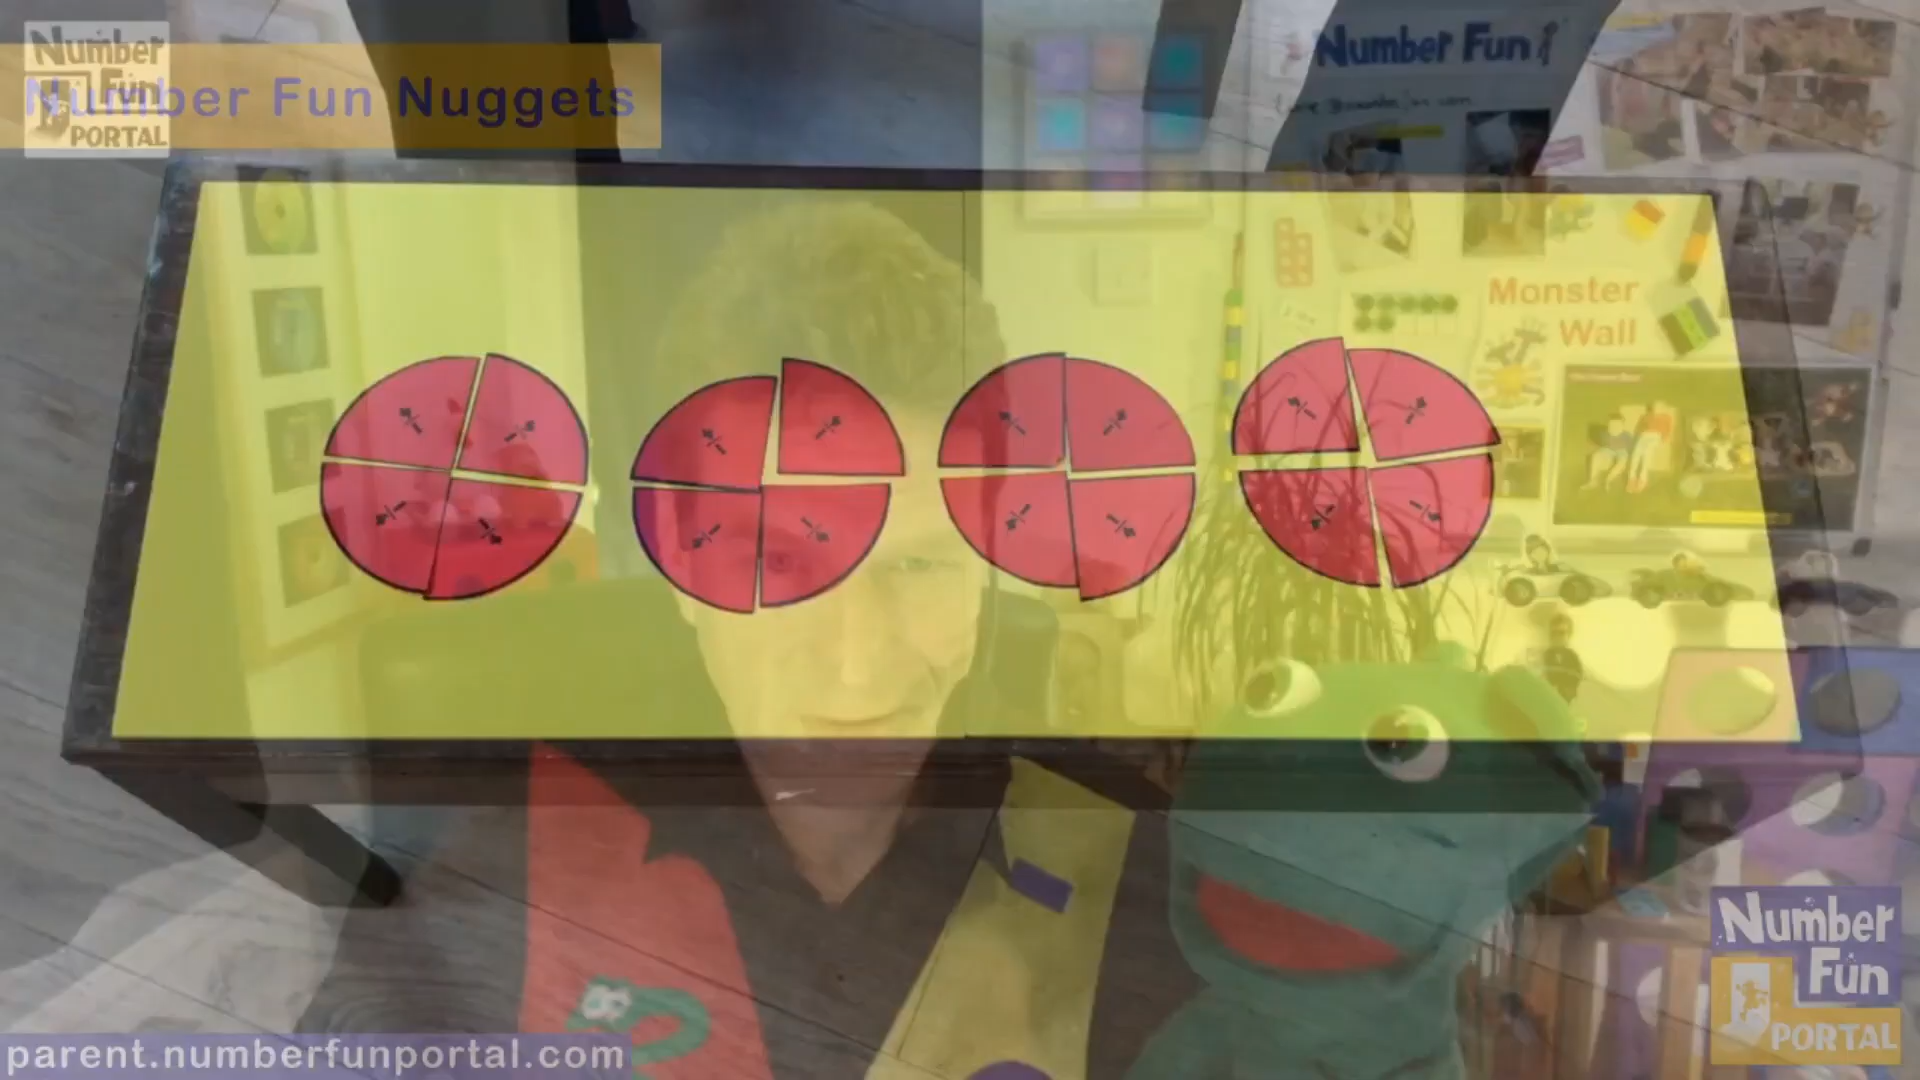 Number
Fun
PORTAL
Number Fun Nuggets
Number Fun
Monster
Wall
Number
Fun
PORTAL
parent.numberfunportal.com